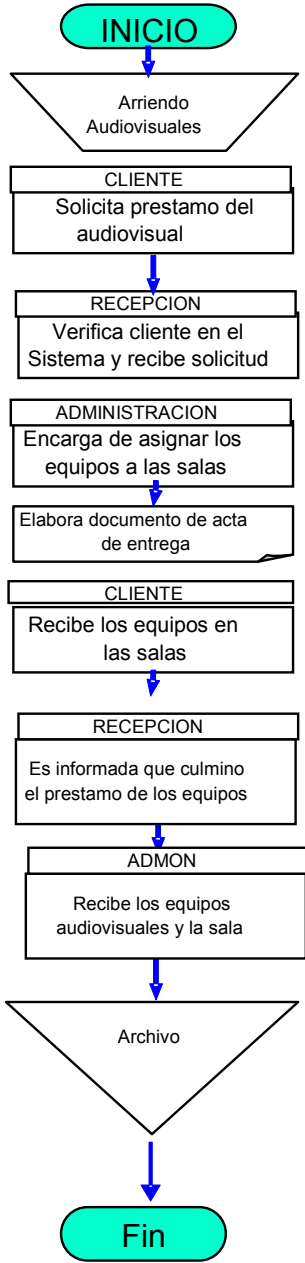 INICIO
Arriendo
Audiovisuales
CLIENTE
Solicita prestamo del
audiovisual
RECEPCION
Verifica cliente en el
Sistema y recibe solicitud
ADMINISTRACION
Encarga de asignar los
equipos a las salas
Elabora documento de acta
de entrega
CLIENTE
Recibe los equipos en
las salas
RECEPCION
Es informada que culmino
el prestamo de los equipos
ADMON
Recibe los equipos
audiovisuales y la sala
Archivo
Fin